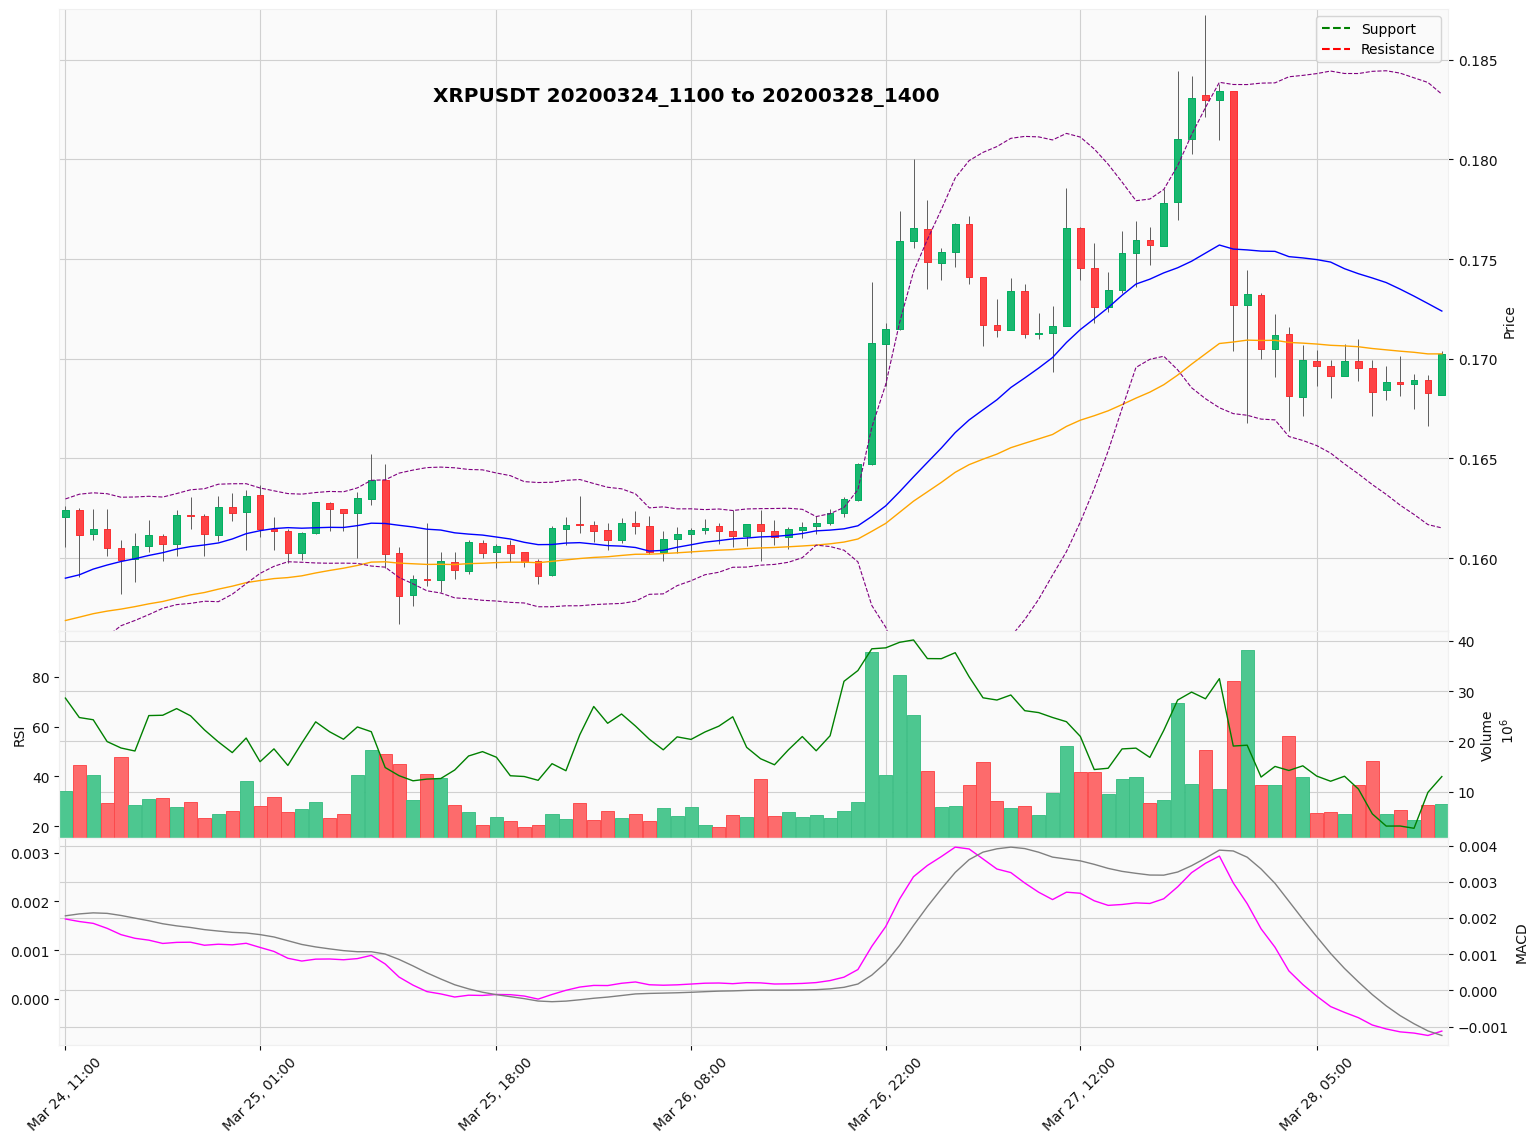 XRPUSDT 20200324_1100 to 20200328_1400
Support
Resistance
0.185
0.180
0.175
0.170
0.165
0.160
Price
80
60
40
20
RSI
40
30
20
10
Volume
10^6
0.003
0.002
0.001
0.000
0.004
0.003
0.002
0.001
0.000
−0.001
MACD
Mar 24, 11:00
Mar 25, 01:00
Mar 25, 18:00
Mar 26, 08:00
Mar 26, 22:00
Mar 27, 12:00
Mar 28, 05:00